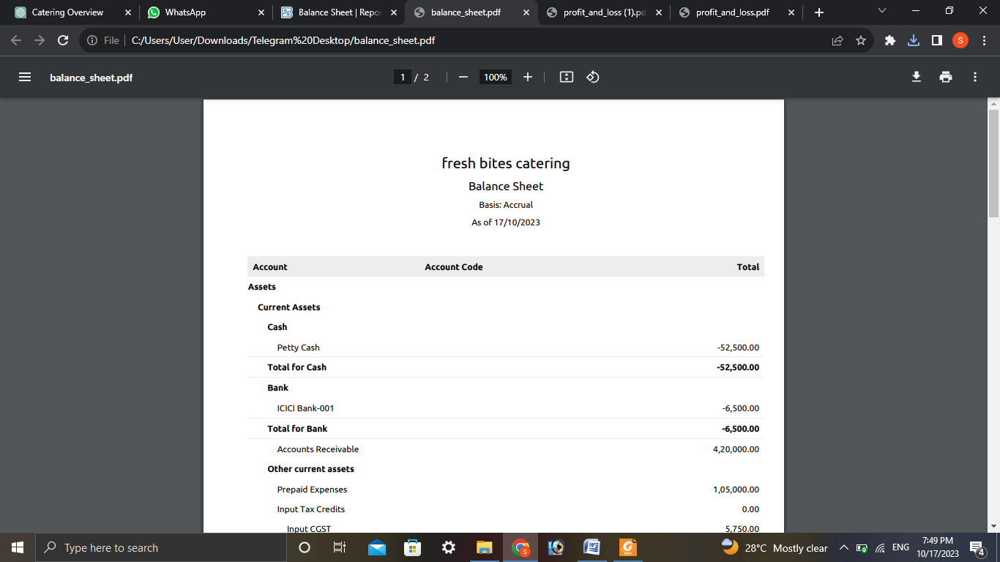 Catering Overview
WhatsApp
Balance Sheet | Repor
balance_sheet.pdf
profit_and_loss (1).pd
profit_and_loss.pdf
File
C:/Users/User/Downloads/Telegram%20Desktop/balance_sheet.pdf
S
balance_sheet.pdf
1 / 2
100%
fresh bites catering
Balance Sheet
Basis: Accrual
As of 17/10/2023
Account Account Code Total
Assets
Current Assets
Cash
Petty Cash -52,500.00
Total for Cash -52,500.00
Bank
ICICI Bank-001 -6,500.00
Total for Bank -6,500.00
Accounts Receivable 4,20,000.00
Other current assets
Prepaid Expenses 1,05,000.00
Input Tax Credits 0.00
Input CGST 5,750.00
Type here to search
28°C Mostly clear
ENG
7:49 PM
10/17/2023
4